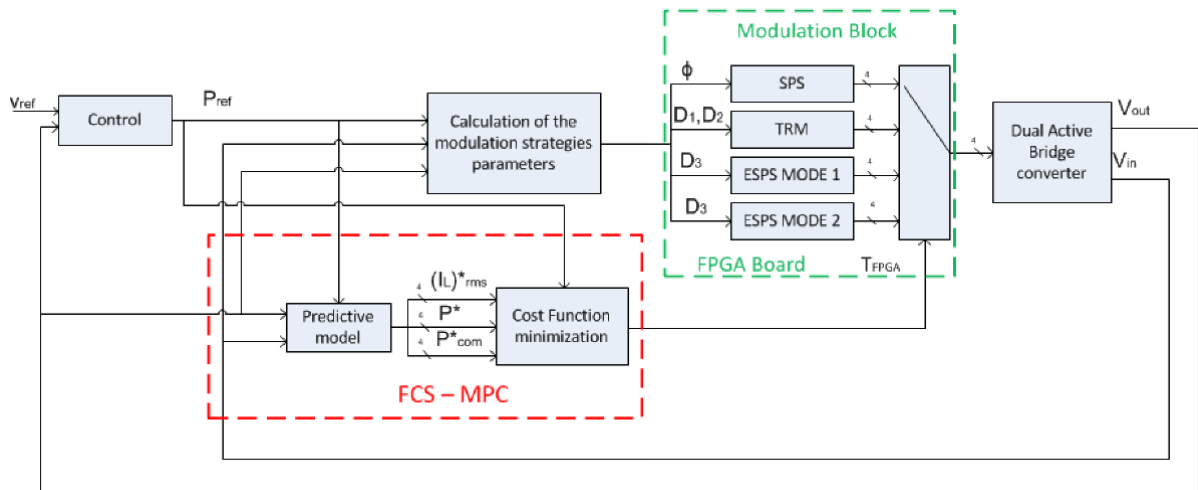 Modulation Block
Vref
Control
Pref
Calculation of the
modulation strategies
parameters
ϕ
SPS
4
D1,D2
TRM
4
D3
ESPS MODE 1
4
D3
ESPS MODE 2
4
FPGA Board
TFPGA
4
Dual Active
Bridge
converter
Vout
Vin
Predictive
model
4
(IL)*rms
4
P*
4
P*com
Cost Function
minimization
FCS – MPC